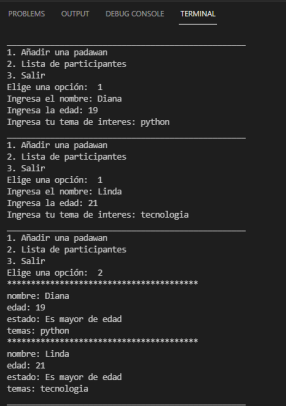 PROBLEMS OUTPUT DEBUG CONSOLE TERMINAL
________________________________________
1. Añadir una padawan
2. Lista de participantes
3. Salir
Elige una opción:  1
Ingresa el nombre: Diana
Ingresa la edad: 19
Ingresa tu tema de interes: python
________________________________________
1. Añadir una padawan
2. Lista de participantes
3. Salir
Elige una opción:  1
Ingresa el nombre: Linda
Ingresa la edad: 21
Ingresa tu tema de interes: tecnologia
________________________________________
1. Añadir una padawan
2. Lista de participantes
3. Salir
Elige una opción:  2
****************************************
nombre: Diana
edad: 19
estado: Es mayor de edad
temas: python
****************************************
nombre: Linda
edad: 21
estado: Es mayor de edad
temas: tecnologia
________________________________________